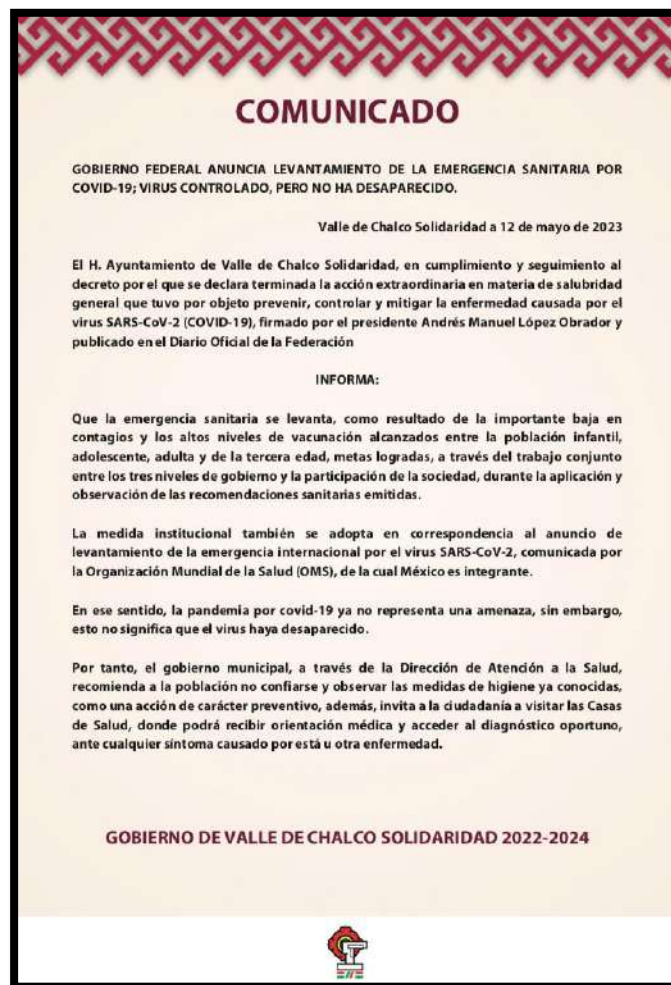 COMUNICADO
GOBIERNO FEDERAL ANUNCIA LEVANTAMIENTO DE LA EMERGENCIA SANITARIA POR
COVID-19; VIRUS CONTROLADO, PERO NO HA DESAPARECIDO.
Valle de Chalco Solidaridad a 12 de mayo de 2023
El H. Ayuntamiento de Valle de Chalco Solidaridad, en cumplimiento y seguimiento al
decreto por el que se declara terminada la acción extraordinaria en materia de salubridad
general que tuvo por objeto prevenir, controlar y mitigar la enfermedad causada por el
virus SARS-CoV-2 (COVID-19), firmado por el presidente Andrés Manuel López Obrador y
publicado en el Diario Oficial de la Federación
INFORMA:
Que la emergencia sanitaria se levanta, como resultado de la importante baja en
contagios y los altos niveles de vacunación alcanzados entre la población infantil,
adolescente, adulta y de la tercera edad, metas logradas, a través del trabajo conjunto
entre los tres niveles de gobierno y la participación de la sociedad, durante la aplicación y
observación de las recomendaciones sanitarias emitidas.
La medida institucional también se adopta en correspondencia al anuncio de
levantamiento de la emergencia internacional por el virus SARS-CoV-2, comunicada por
la Organización Mundial de la Salud (OMS), de la cual México es integrante.
En ese sentido, la pandemia por covid-19 ya no representa una amenaza, sin embargo,
esto no significa que el virus haya desaparecido.
Por tanto, el gobierno municipal, a través de la Dirección de Atención a la Salud,
recomienda a la población no confiarse y observar las medidas de higiene ya conocidas,
como una acción de carácter preventivo, además, invita a la ciudadanía a visitar las Casas
de Salud, donde podrá recibir orientación médica y acceder al diagnóstico oportuno,
ante cualquier síntoma causado por está u otra enfermedad.
GOBIERNO DE VALLE DE CHALCO SOLIDARIDAD 2022-2024